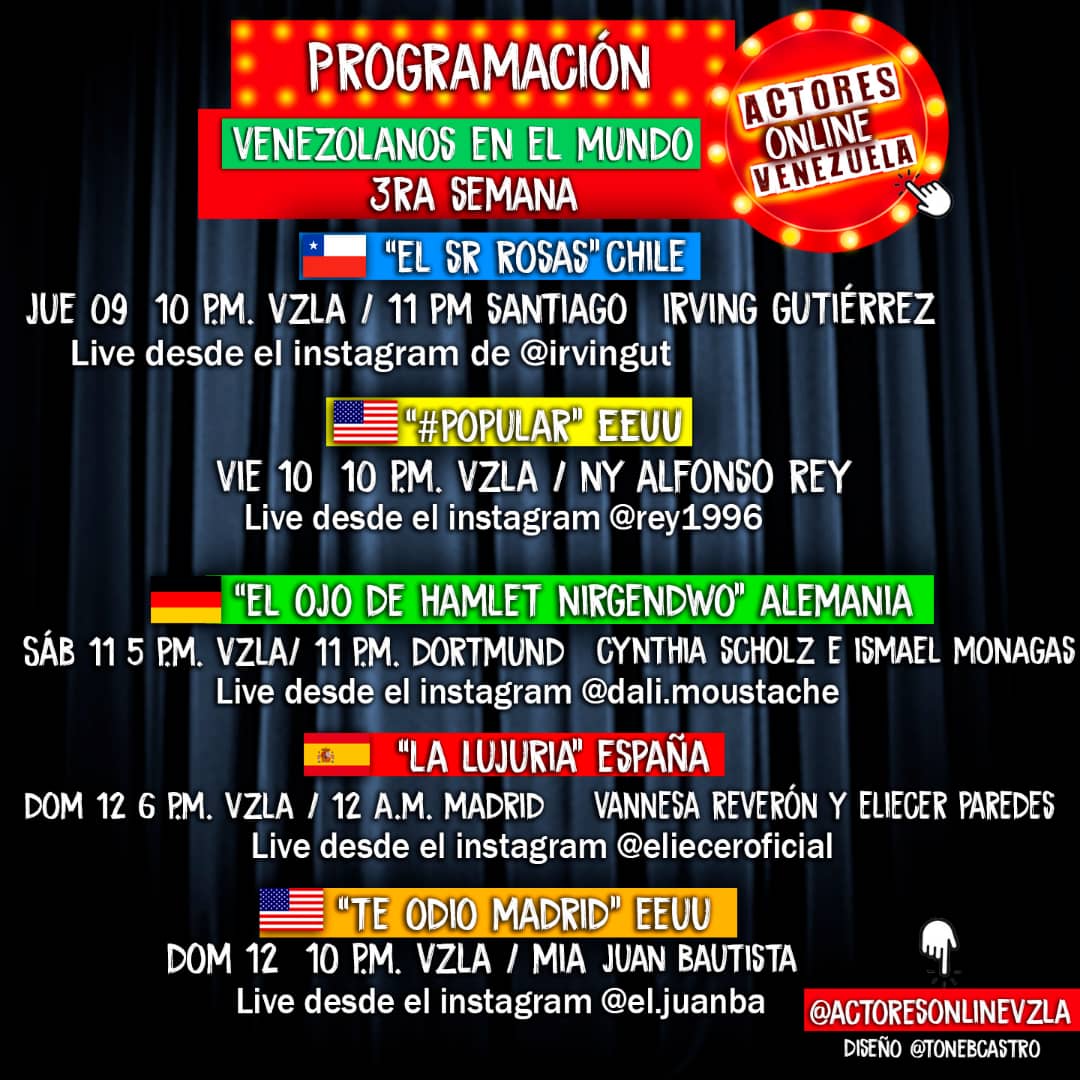 PROGRAMACIÓN
VENEZOLANOS EN EL MUNDO
3RA SEMANA
ACTORES
ONLINE
VENEZUELA
"EL SR ROSAS" CHILE
JUE 09 10 P.M. VZLA / 11 PM SANTIAGO IRVING GUTIÉRREZ
Live desde el instagram de @irvingut
"#POPULAR" EEUU
VIE 10 10 P.M. VZLA / NY ALFONSO REY
Live desde el instagram @rey1996
"EL OJO DE HAMLET NIRGENDWO" ALEMANIA
SÁB 11 5 P.M. VZLA/ 11 P.M. DORTMUND CYNTHIA SCHOLZ E ISMAEL MONAGAS
Live desde el instagram @dali.moustache
"LA LUJURIA" ESPAÑA
DOM 12 6 P.M. VZLA / 12 A.M. MADRID VANNESA REVERÓN Y ELIECER PAREDES
Live desde el instagram @elieceroficial
"TE ODIO MADRID" EEUU
DOM 12 10 P.M. VZLA / MIA JUAN BAUTISTA
Live desde el instagram @el.juanba
@ACTORESONLINEVZLA
DISEÑO @TONEBCASTRO